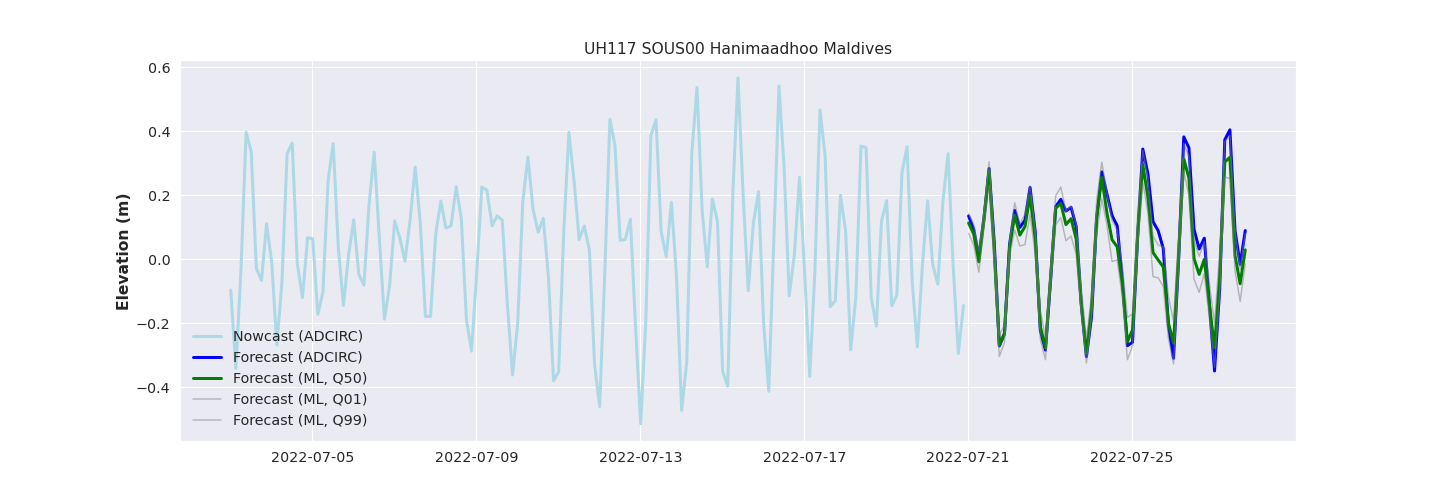 UH117 SOUS00 Hanimaadhoo Maldives
Elevation (m)
0.6
0.4
0.2
0.0
−0.2
−0.4
Nowcast (ADCIRC)
Forecast (ADCIRC)
Forecast (ML, Q50)
Forecast (ML, Q01)
Forecast (ML, Q99)
2022-07-05 2022-07-09 2022-07-13 2022-07-17 2022-07-21 2022-07-25